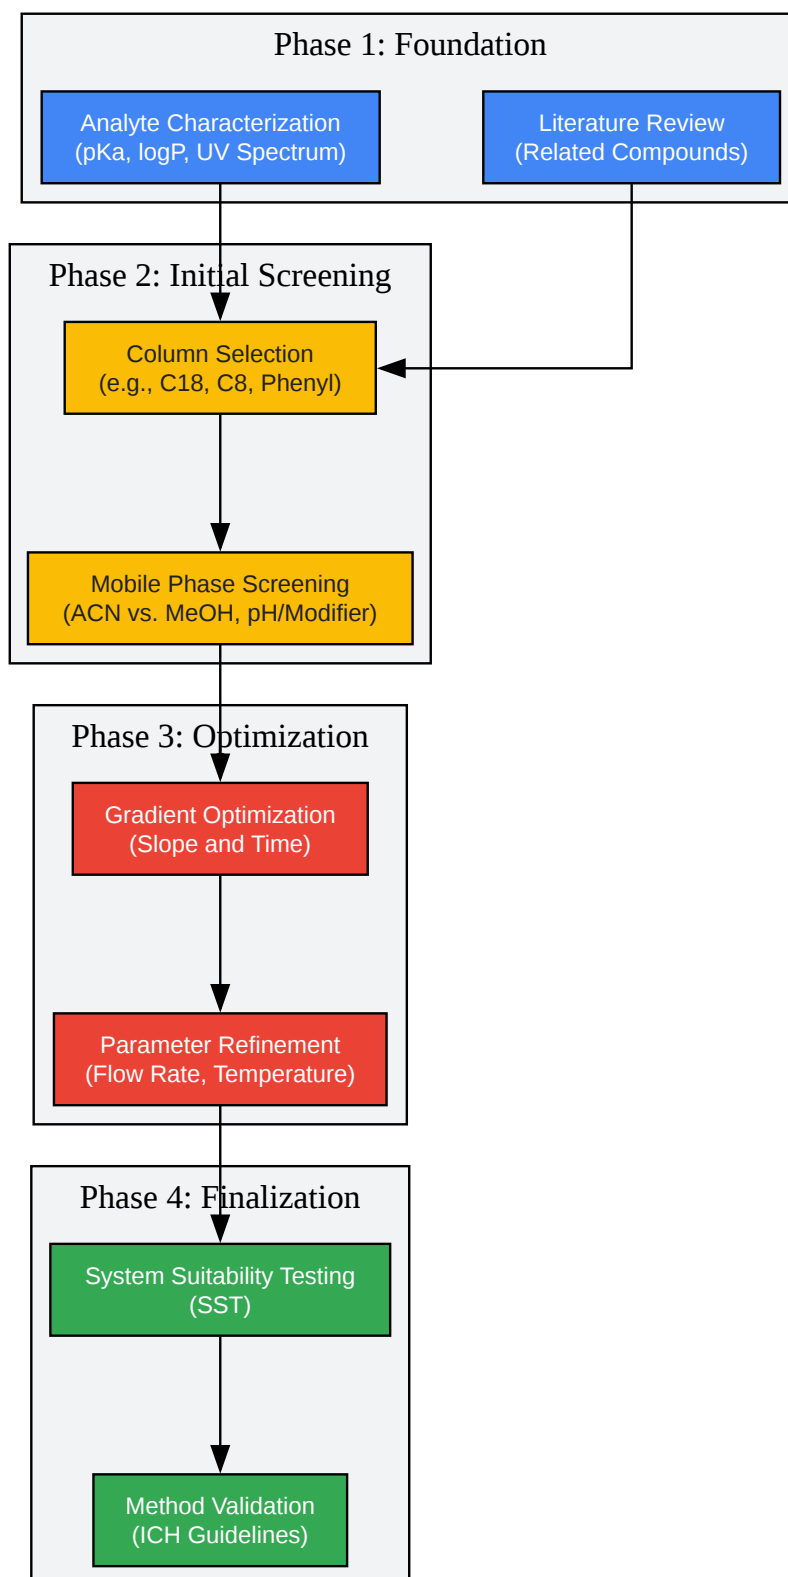 Phase 1: Foundation
Analyte Characterization
(pKa, logP, UV Spectrum)
Literature Review
(Related Compounds)
Phase 2: Initial Screening
Column Selection
(e.g., C18, C8, Phenyl)
Mobile Phase Screening
(ACN vs. MeOH, pH/Modifier)
Phase 3: Optimization
Gradient Optimization
(Slope and Time)
Parameter Refinement
(Flow Rate, Temperature)
Phase 4: Finalization
System Suitability Testing
(SST)
Method Validation
(ICH Guidelines)